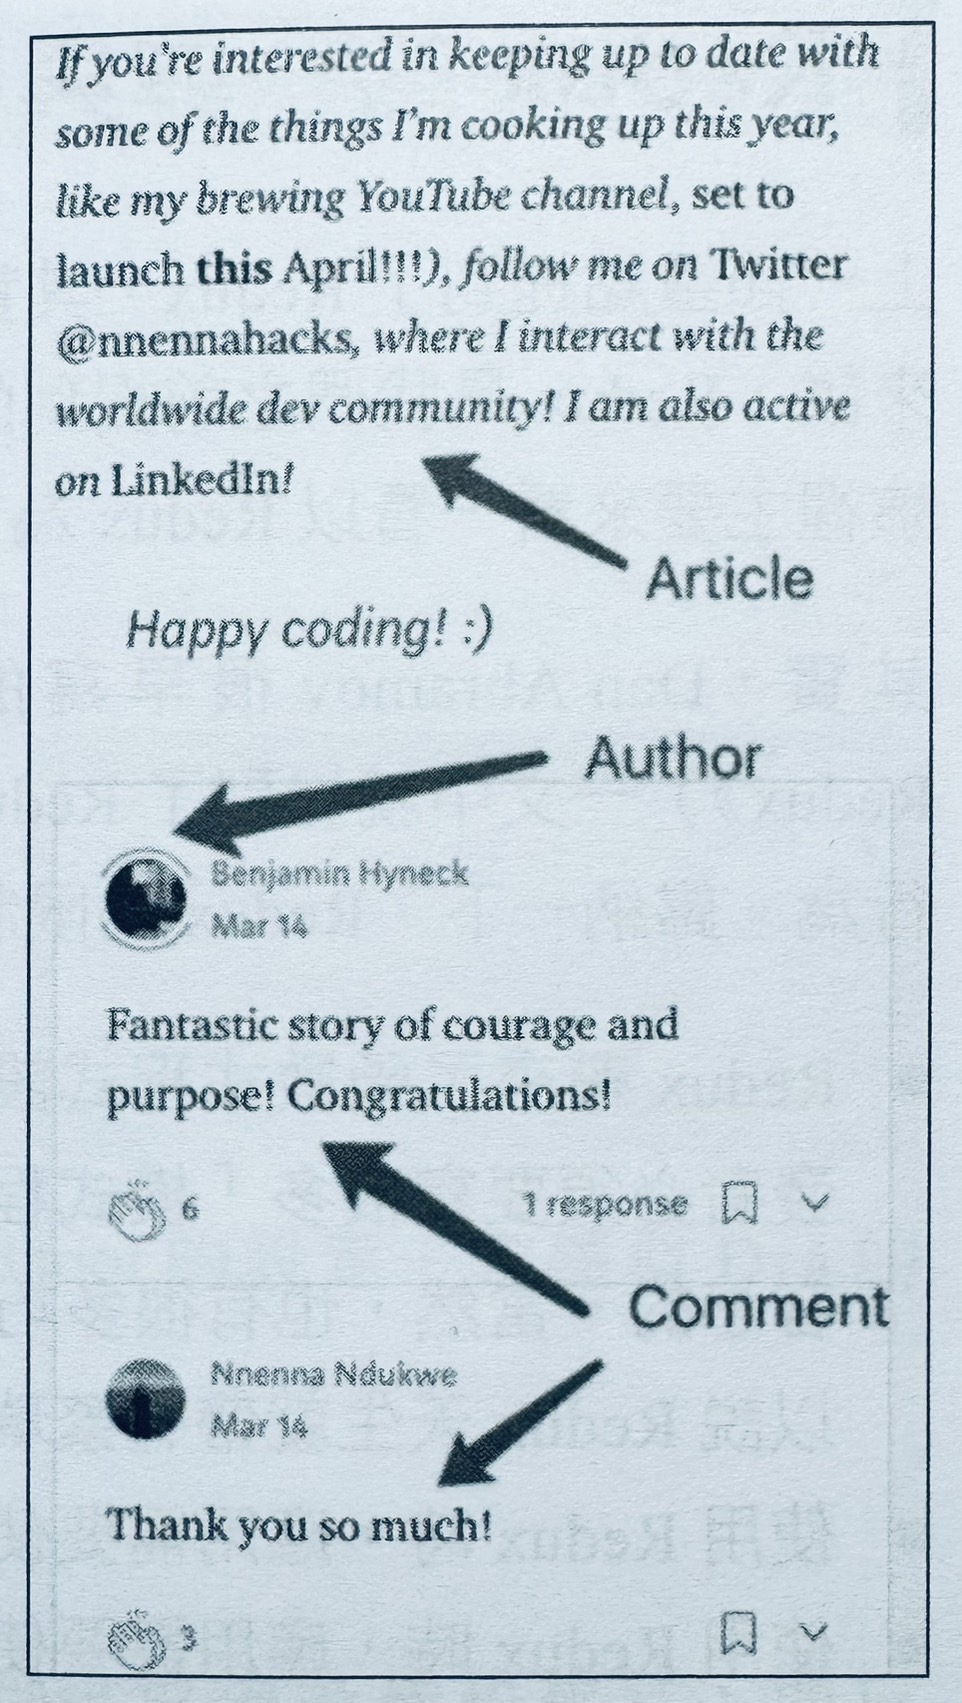 If you're interested in keeping up to date with
some of the things I'm cooking up this year,
like my brewing YouTube channel, set to
launch this April!!!), follow me on Twitter
@nnennahacks, where I interact with the
worldwide dev community! I am also active
on LinkedIn!
Article
Happy coding! :)
Author
Benjamin Hyneck
Mar 14
Fantastic story of courage and
purpose! Congratulations!
6 1 response
Comment
Nnenna Ndukwe
Mar 14
Thank you so much!
3